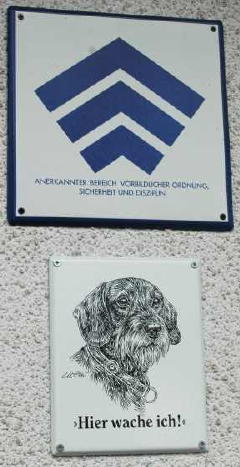 ANERKANNTER BEREICH VORBILDLICHER ORDNUNG,
SICHERHEIT UND DISZIPLIN
›Hier wache ich!‹